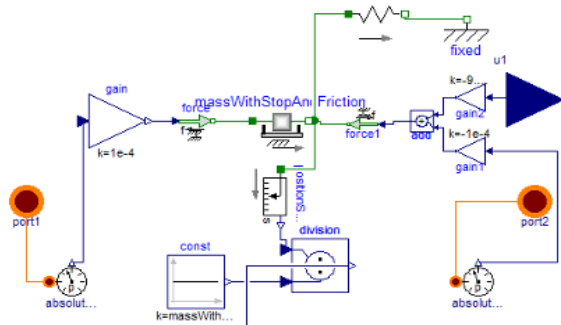 fixed
u1
gain
force
massWithStopAndFriction
k=-9...
gain2
force1
add
k=-1e-4
gain1
k=1e-4
port1
port2
const
division
absolut...
k=massWith...
absolut...